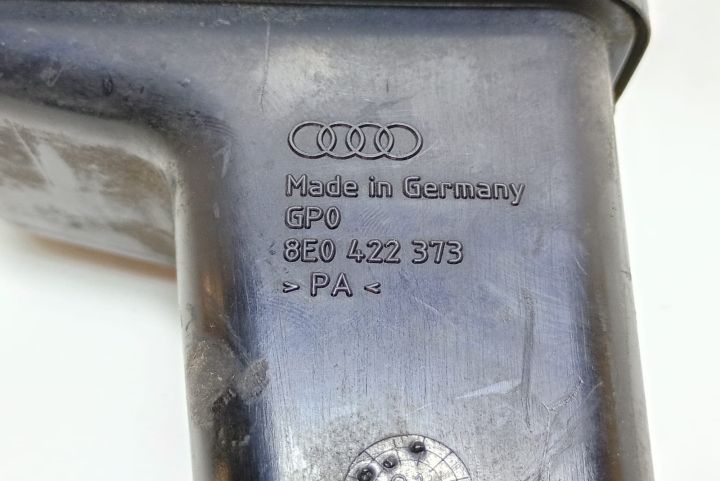 Made in Germany
GP0
8E0 422 373
> PA <